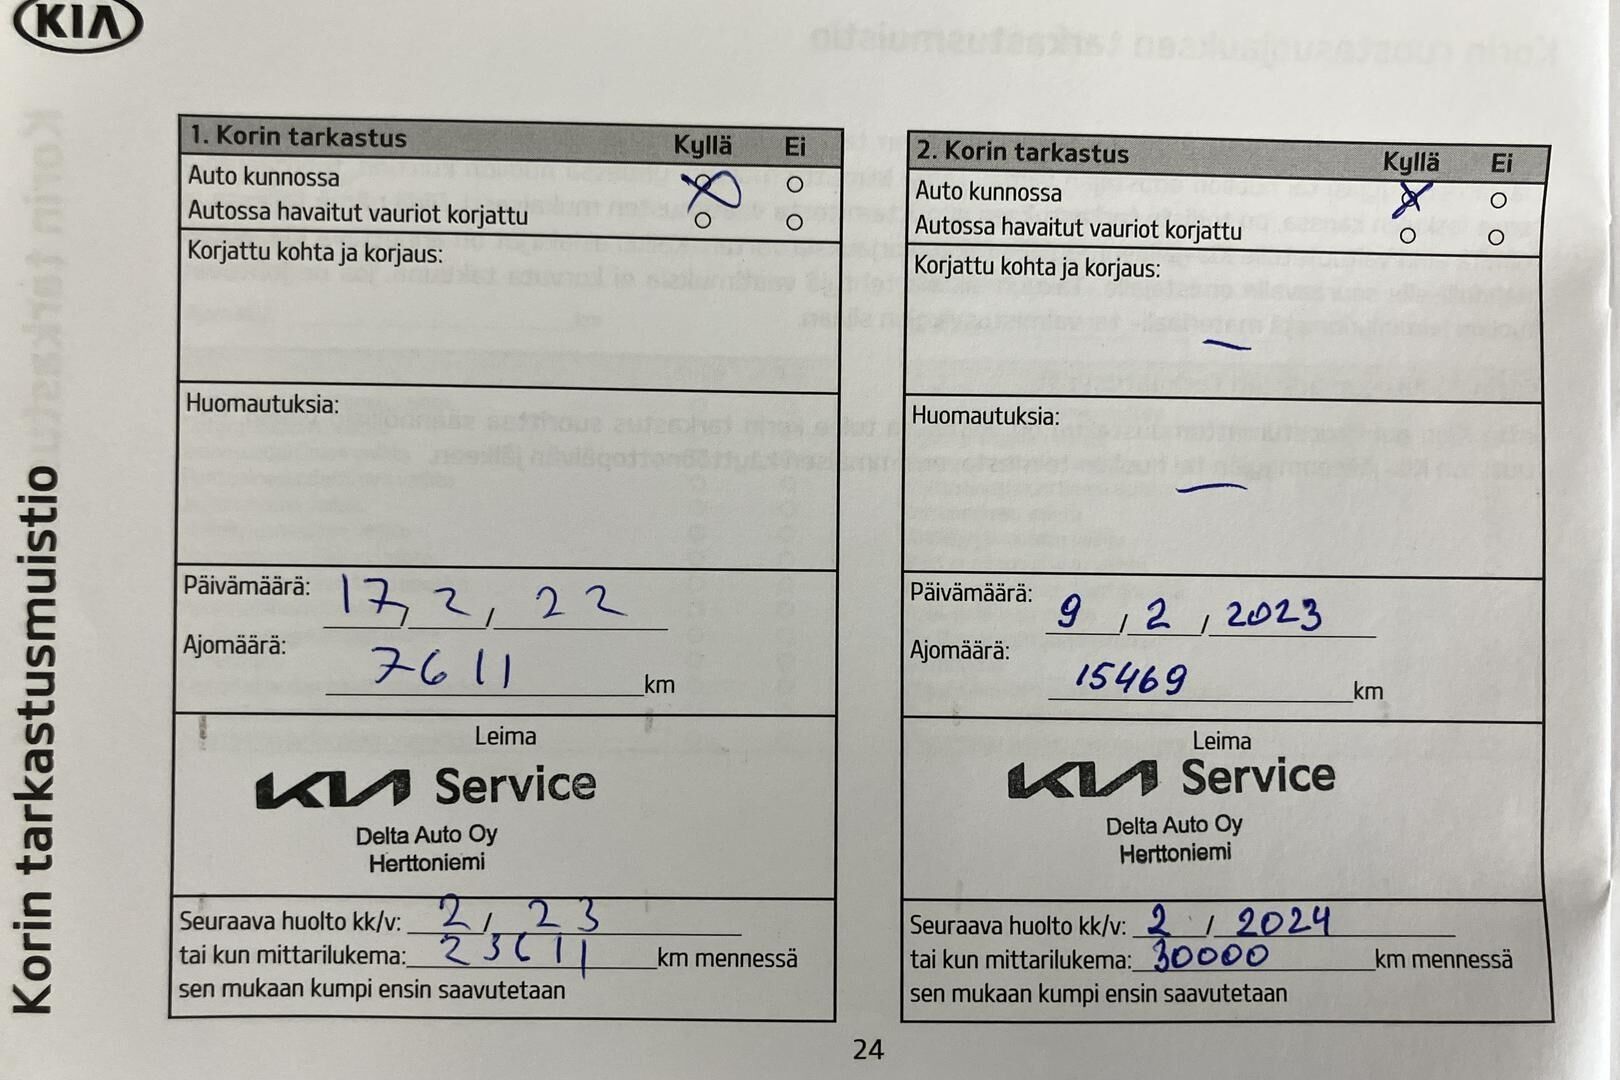 KIA
Korin tarkastusmuistio
1. Korin tarkastus Kyllä Ei
Auto kunnossa
Autossa havaitut vauriot korjattu
Korjattu kohta ja korjaus:
Huomautuksia:
Päivämäärä: 17, 2, 22
Ajomäärä: 7611 km
Leima
KIA Service
Delta Auto Oy
Herttoniemi
Seuraava huolto kk/v: 2 / 23
tai kun mittarilukema: 23611 km mennessä
sen mukaan kumpi ensin saavutetaan
2. Korin tarkastus Kyllä Ei
Auto kunnossa
Autossa havaitut vauriot korjattu
Korjattu kohta ja korjaus:
—
Huomautuksia:
—
Päivämäärä: 9 / 2 / 2023
Ajomäärä: 15469 km
Leima
KIA Service
Delta Auto Oy
Herttoniemi
Seuraava huolto kk/v: 2 / 2024
tai kun mittarilukema: 30000 km mennessä
sen mukaan kumpi ensin saavutetaan
24